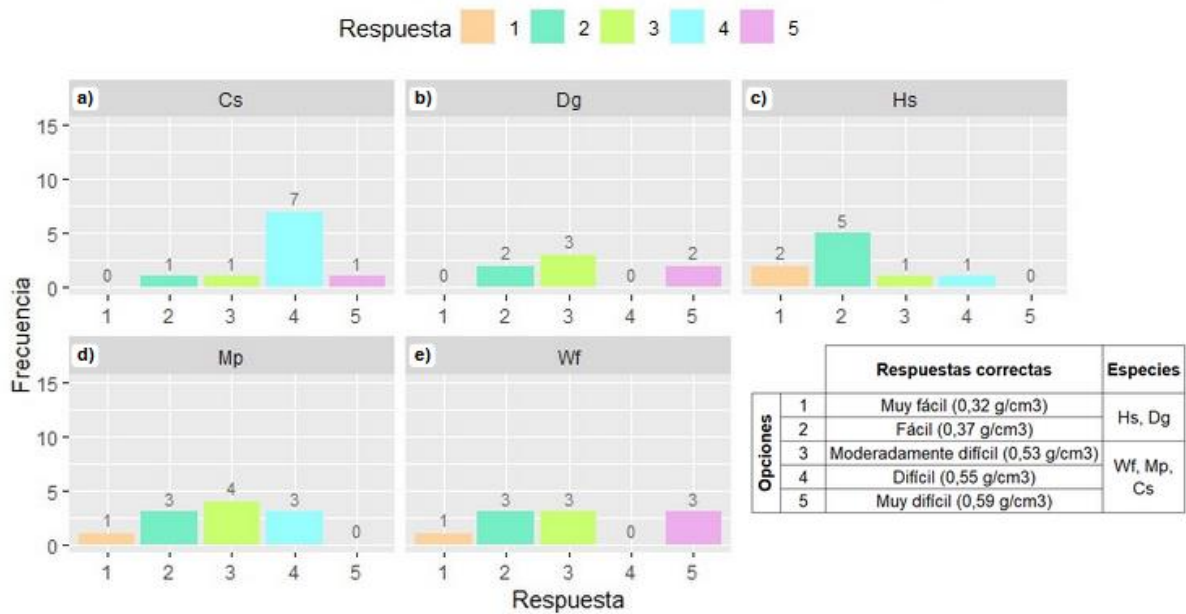 Respuesta 1 2 3 4 5
a) Cs
b) Dg
c) Hs
Frecuencia
15
10
5
0
0 1 1 7 1
1 2 3 4 5
0 2 3 0 2
1 2 3 4 5
2 5 1 1 0
1 2 3 4 5
d) Mp
e) Wf
15
10
5
0
1 3 4 3 0
1 2 3 4 5
1 3 3 0 3
1 2 3 4 5
Respuesta
Respuestas correctas Especies
Opciones
1 Muy fácil (0,32 g/cm3)
2 Fácil (0,37 g/cm3)
Hs, Dg
3 Moderadamente difícil (0,53 g/cm3)
4 Difícil (0,55 g/cm3)
5 Muy difícil (0,59 g/cm3)
Wf, Mp,
Cs